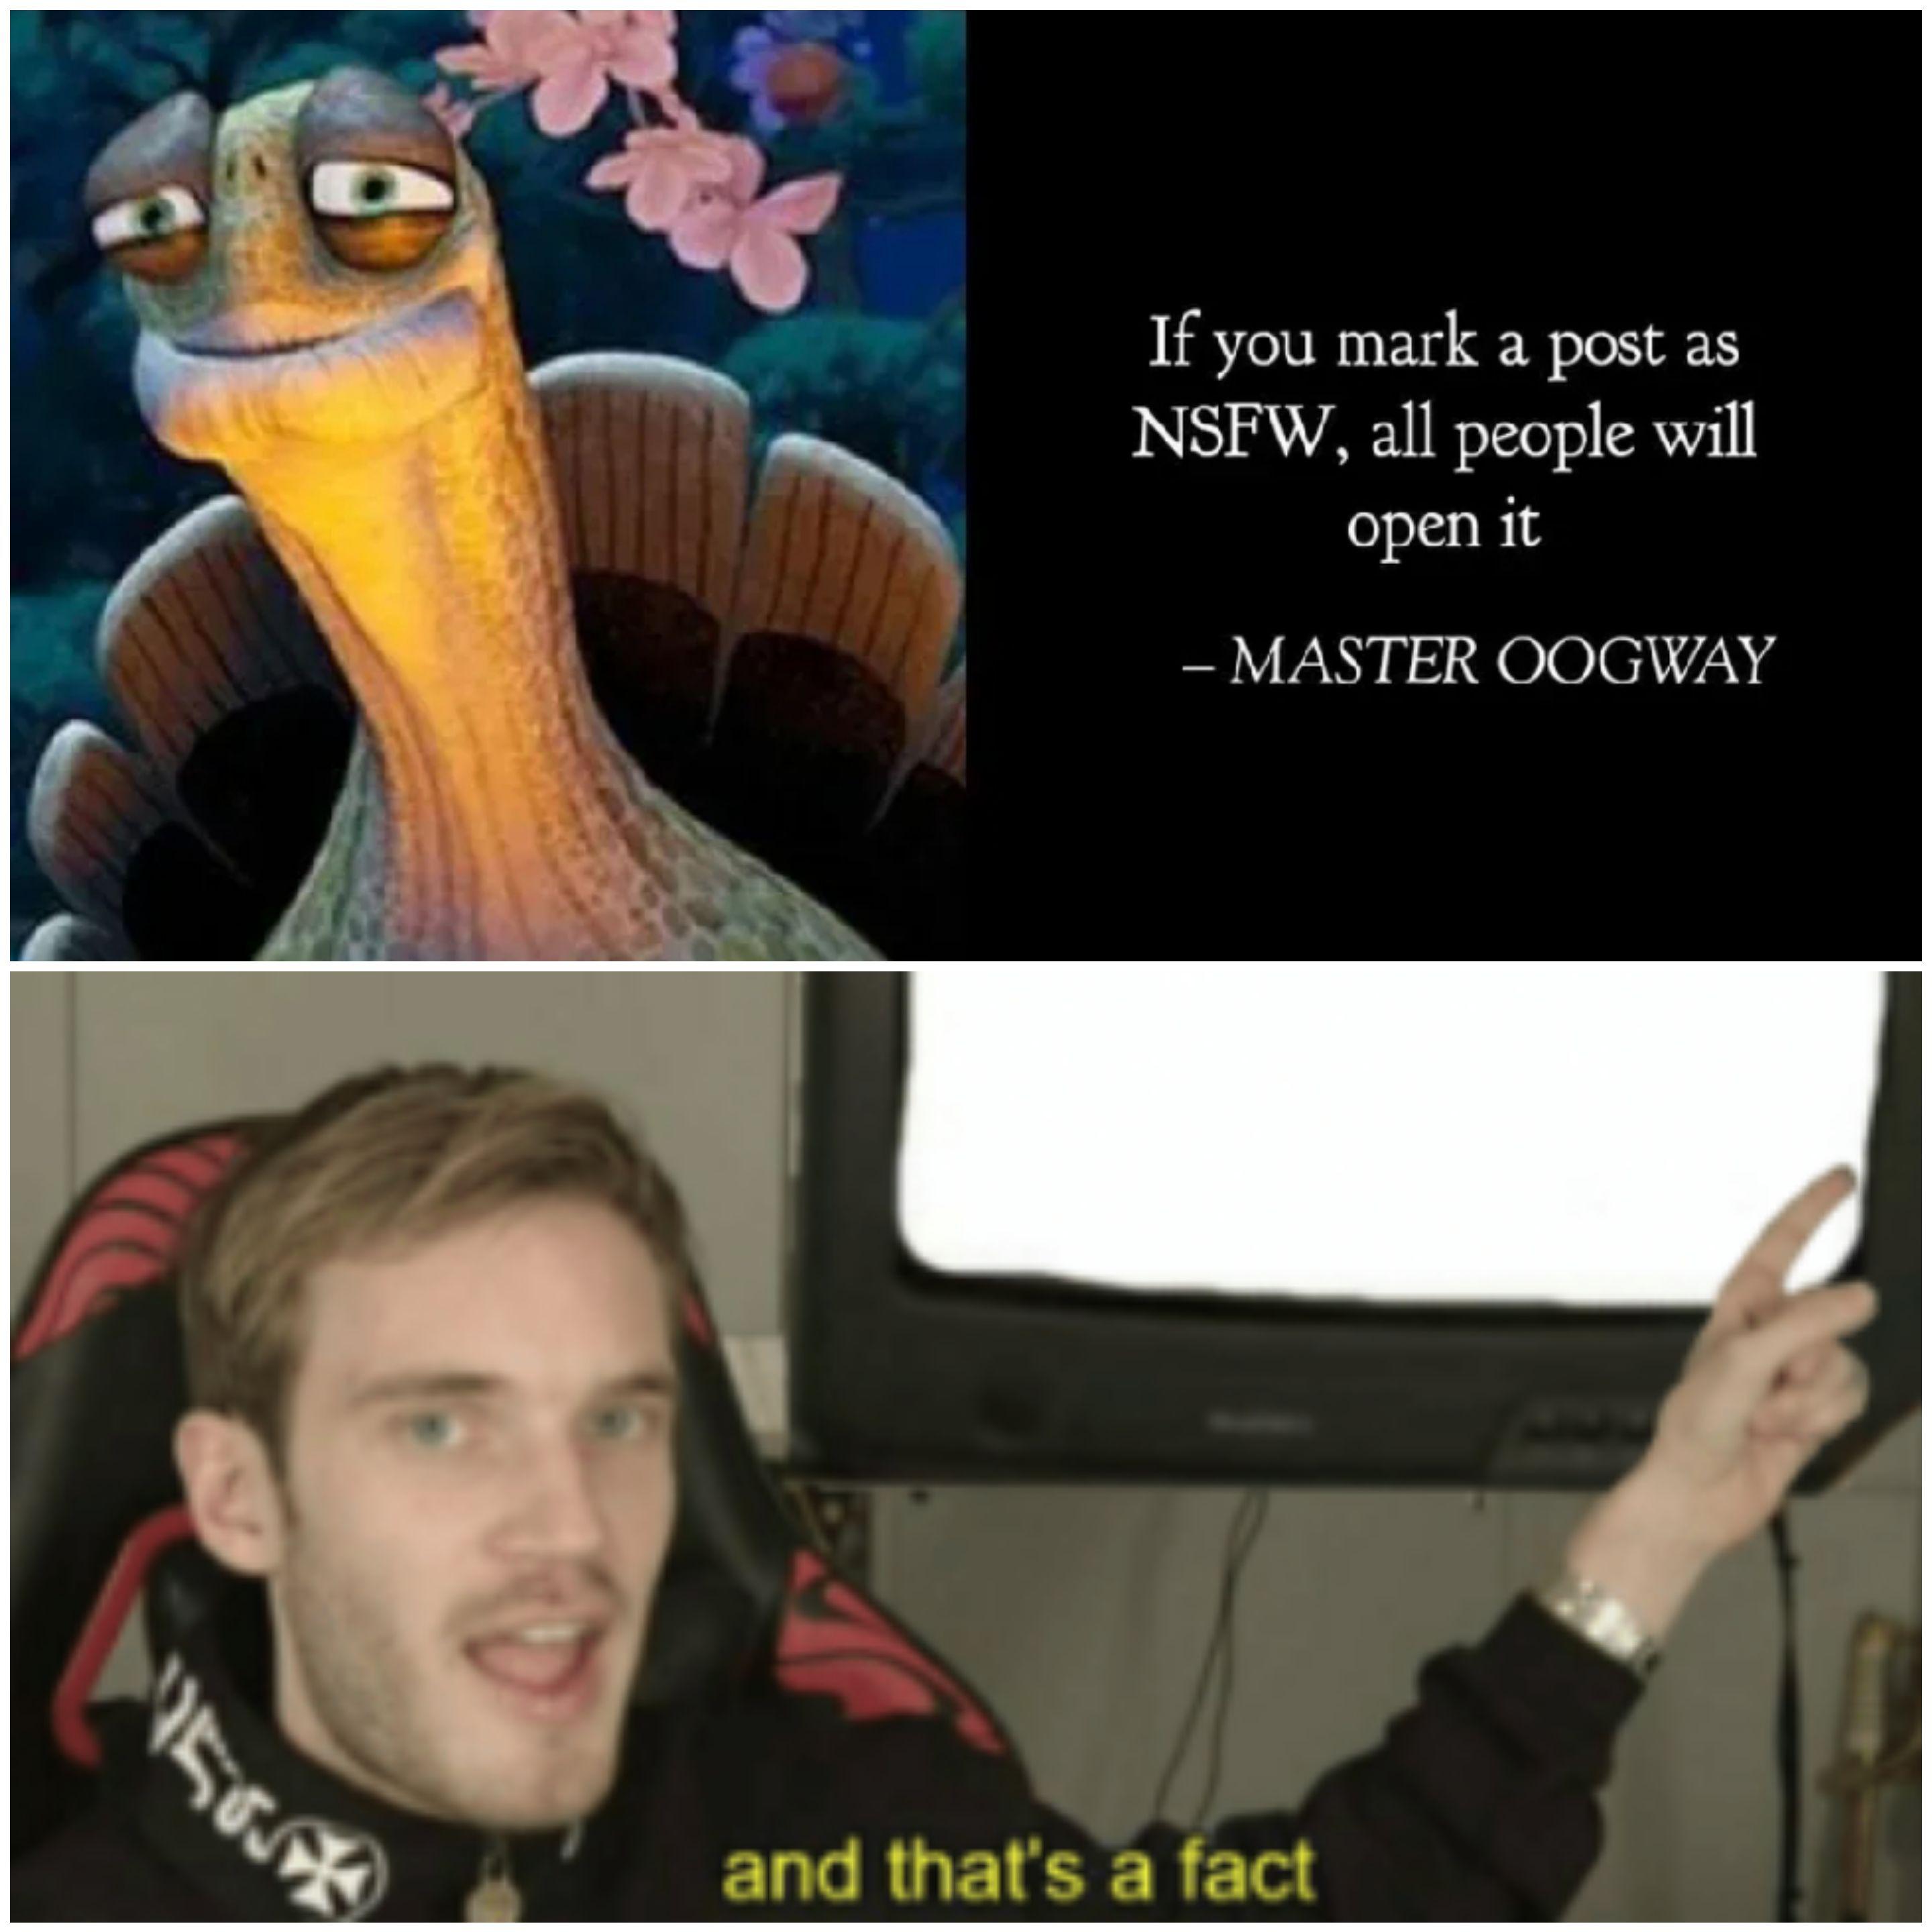 If you mark a post as
NSFW, all people will
open it
– MASTER OOGWAY
and that's a fact